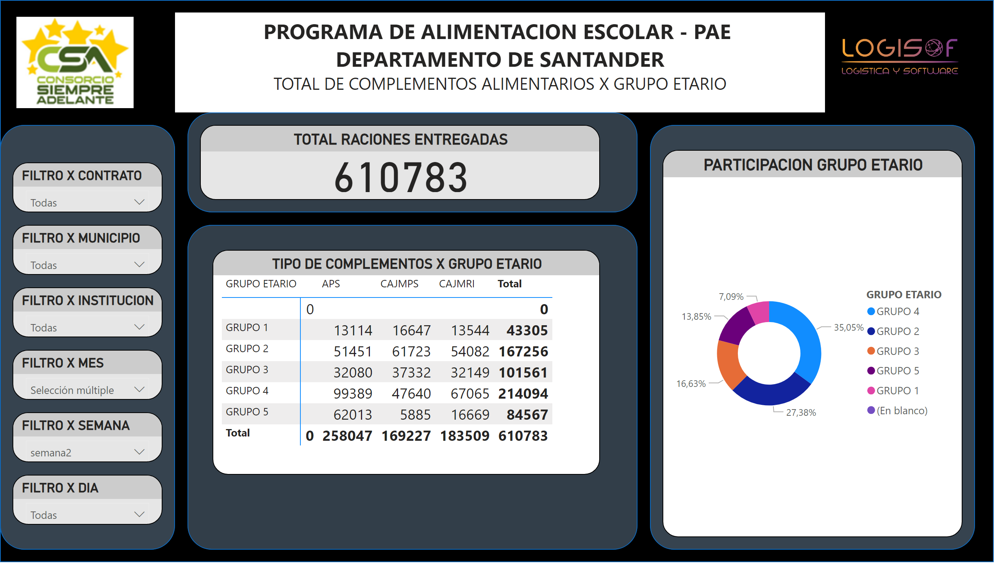 CSA
CONSORCIO
SIEMPRE
ADELANTE
PROGRAMA DE ALIMENTACION ESCOLAR - PAE
DEPARTAMENTO DE SANTANDER
TOTAL DE COMPLEMENTOS ALIMENTARIOS X GRUPO ETARIO
LOGISOF
LOGISTICA Y SOFTWARE
FILTRO X CONTRATO
Todas
FILTRO X MUNICIPIO
Todas
FILTRO X INSTITUCION
Todas
FILTRO X MES
Selección múltiple
FILTRO X SEMANA
semana2
FILTRO X DIA
Todas
TOTAL RACIONES ENTREGADAS
610783
TIPO DE COMPLEMENTOS X GRUPO ETARIO
GRUPO ETARIO APS CAJMPS CAJMRI Total
0 0
GRUPO 1 13114 16647 13544 43305
GRUPO 2 51451 61723 54082 167256
GRUPO 3 32080 37332 32149 101561
GRUPO 4 99389 47640 67065 214094
GRUPO 5 62013 5885 16669 84567
Total 0 258047 169227 183509 610783
PARTICIPACION GRUPO ETARIO
7,09%
13,85%
35,05%
16,63%
27,38%
GRUPO ETARIO
GRUPO 4
GRUPO 2
GRUPO 3
GRUPO 5
GRUPO 1
(En blanco)